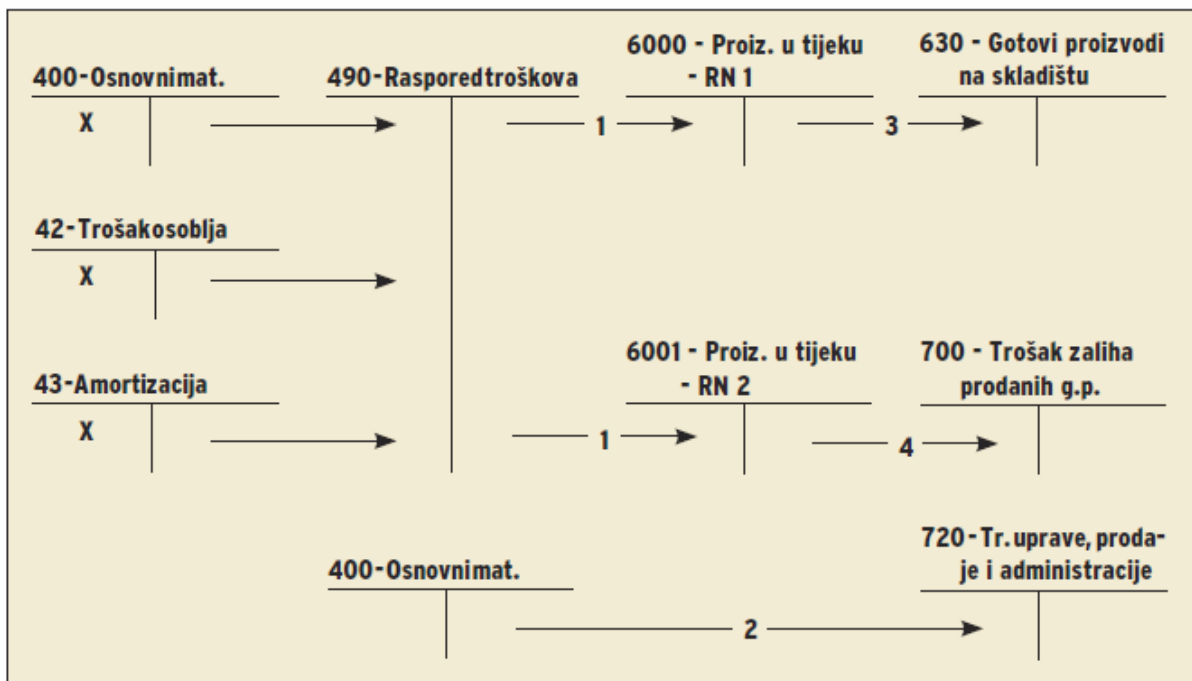 6000 - Proiz. u tijeku
- RN 1
630 - Gotovi proizvodi
na skladištu
400-Osnovnimat.
490-Rasporedtroškova
X
1
3
42-Trošakosoblja
X
6001 - Proiz. u tijeku
- RN 2
700 - Trošak zaliha
prodanih g.p.
43-Amortizacija
X
1
4
720-Tr.uprave, proda-
je i administracije
400-Osnovnimat.
2